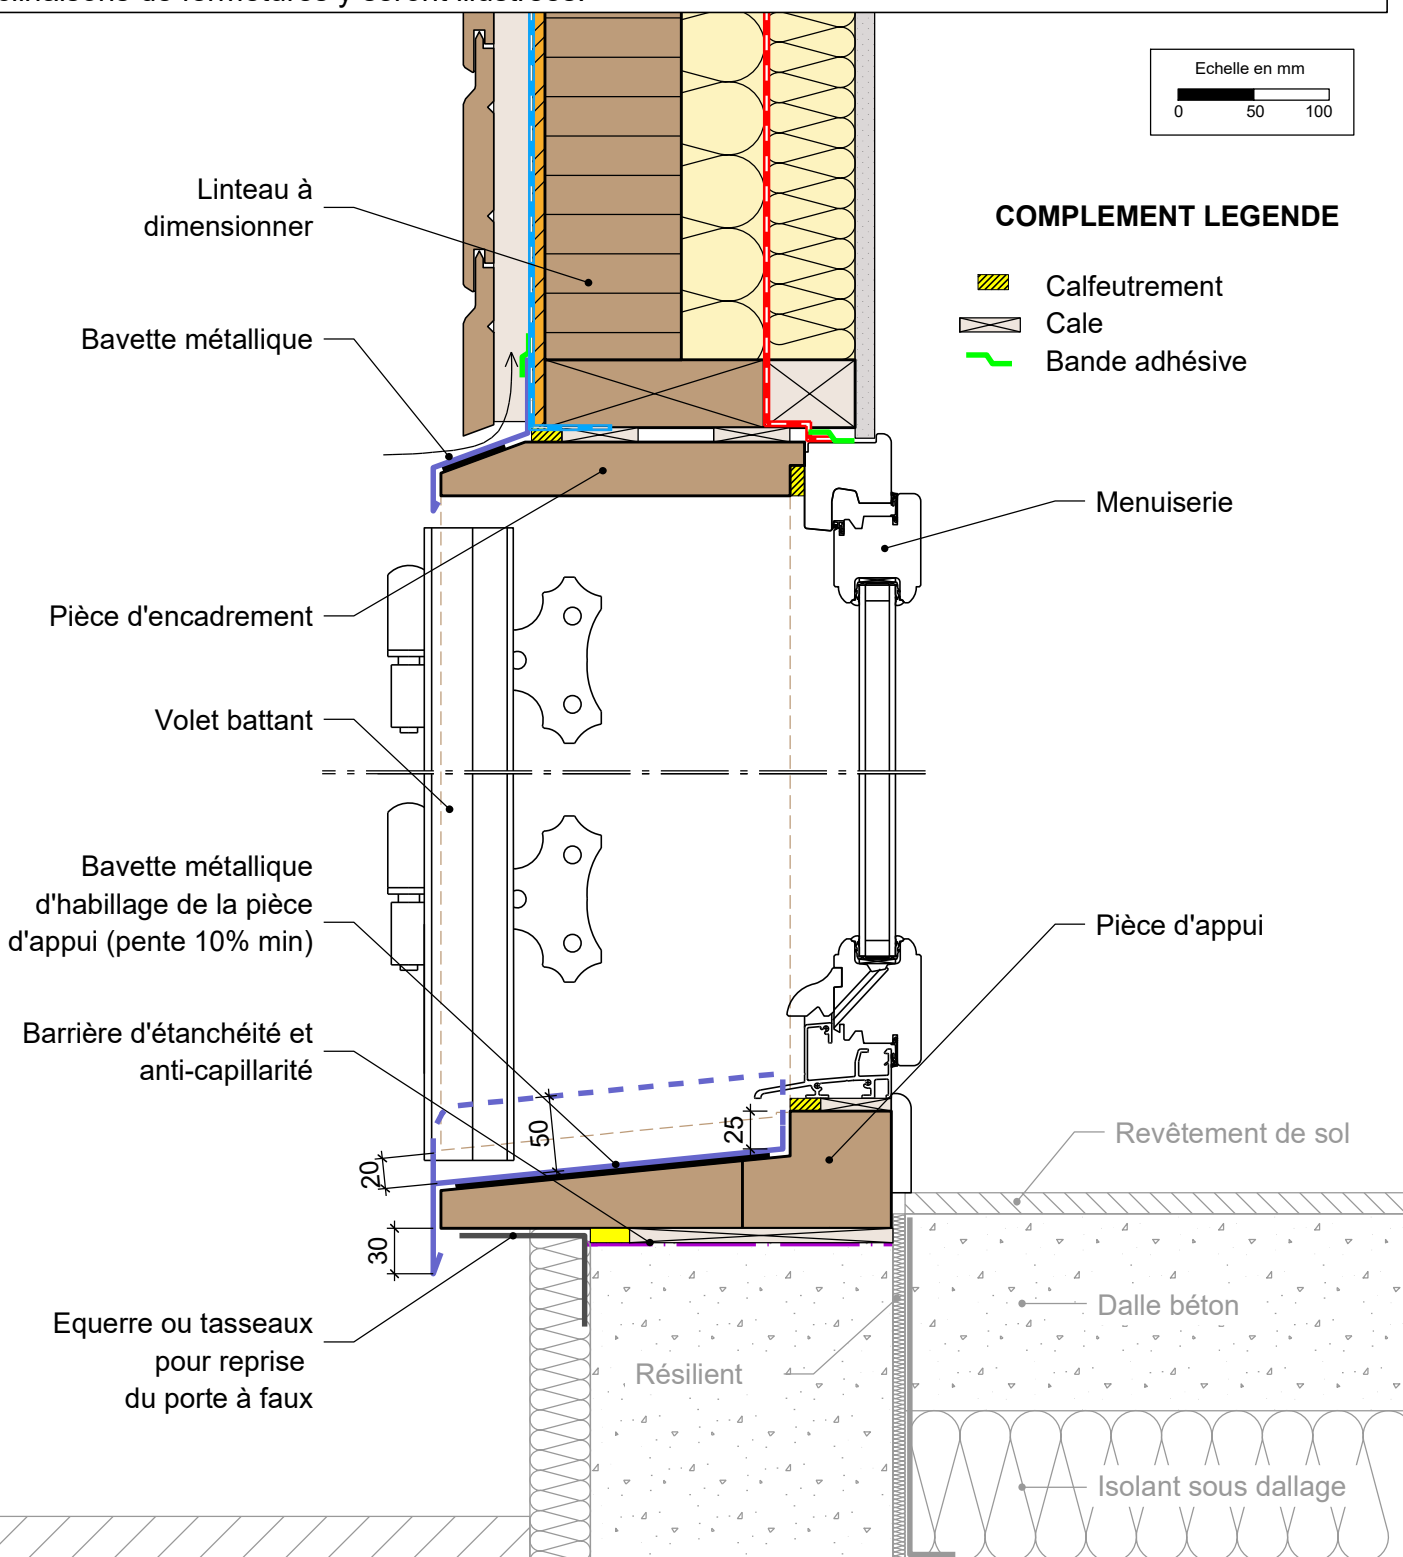 Echelle en mm
0 50 100
COMPLEMENT LEGENDE
Calfeutrement
Cale
Bande adhésive
Linteau à
dimensionner
Bavette métallique
Menuiserie
Pièce d'encadrement
Volet battant
Bavette métallique
d'habillage de la pièce
d'appui (pente 10% min)
Pièce d'appui
Barrière d'étanchéité et
anti-capillarité
50
25
20
30
Revêtement de sol
Dalle béton
Equerre ou tasseaux
pour reprise
du porte à faux
Résilient
Isolant sous dallage